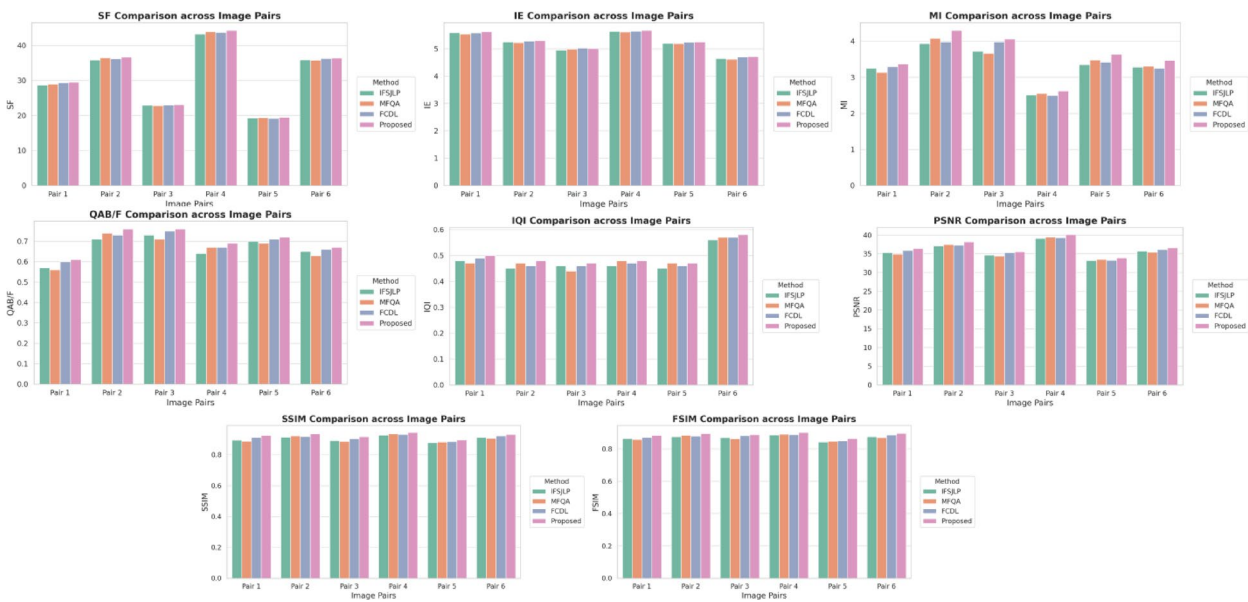 SF Comparison across Image Pairs
SF
40
30
20
10
0
Pair 1 Pair 2 Pair 3 Pair 4 Pair 5 Pair 6
Image Pairs
Method
IFSJLP
MFQA
FCDL
Proposed
IE Comparison across Image Pairs
IE
5
4
3
2
1
0
Pair 1 Pair 2 Pair 3 Pair 4 Pair 5 Pair 6
Image Pairs
Method
IFSJLP
MFQA
FCDL
Proposed
MI Comparison across Image Pairs
MI
4
3
2
1
0
Pair 1 Pair 2 Pair 3 Pair 4 Pair 5 Pair 6
Image Pairs
Method
IFSJLP
MFQA
FCDL
Proposed
QAB/F Comparison across Image Pairs
QAB/F
0.7
0.6
0.5
0.4
0.3
0.2
0.1
0.0
Pair 1 Pair 2 Pair 3 Pair 4 Pair 5 Pair 6
Image Pairs
Method
IFSJLP
MFQA
FCDL
Proposed
IQI Comparison across Image Pairs
IQI
0.6
0.5
0.4
0.3
0.2
0.1
0.0
Pair 1 Pair 2 Pair 3 Pair 4 Pair 5 Pair 6
Image Pairs
Method
IFSJLP
MFQA
FCDL
Proposed
PSNR Comparison across Image Pairs
PSNR
40
35
30
25
20
15
10
5
0
Pair 1 Pair 2 Pair 3 Pair 4 Pair 5 Pair 6
Image Pairs
Method
IFSJLP
MFQA
FCDL
Proposed
SSIM Comparison across Image Pairs
SSIM
0.8
0.6
0.4
0.2
0.0
Pair 1 Pair 2 Pair 3 Pair 4 Pair 5 Pair 6
Image Pairs
Method
IFSJLP
MFQA
FCDL
Proposed
FSIM Comparison across Image Pairs
FSIM
0.8
0.6
0.4
0.2
0.0
Pair 1 Pair 2 Pair 3 Pair 4 Pair 5 Pair 6
Image Pairs
Method
IFSJLP
MFQA
FCDL
Proposed